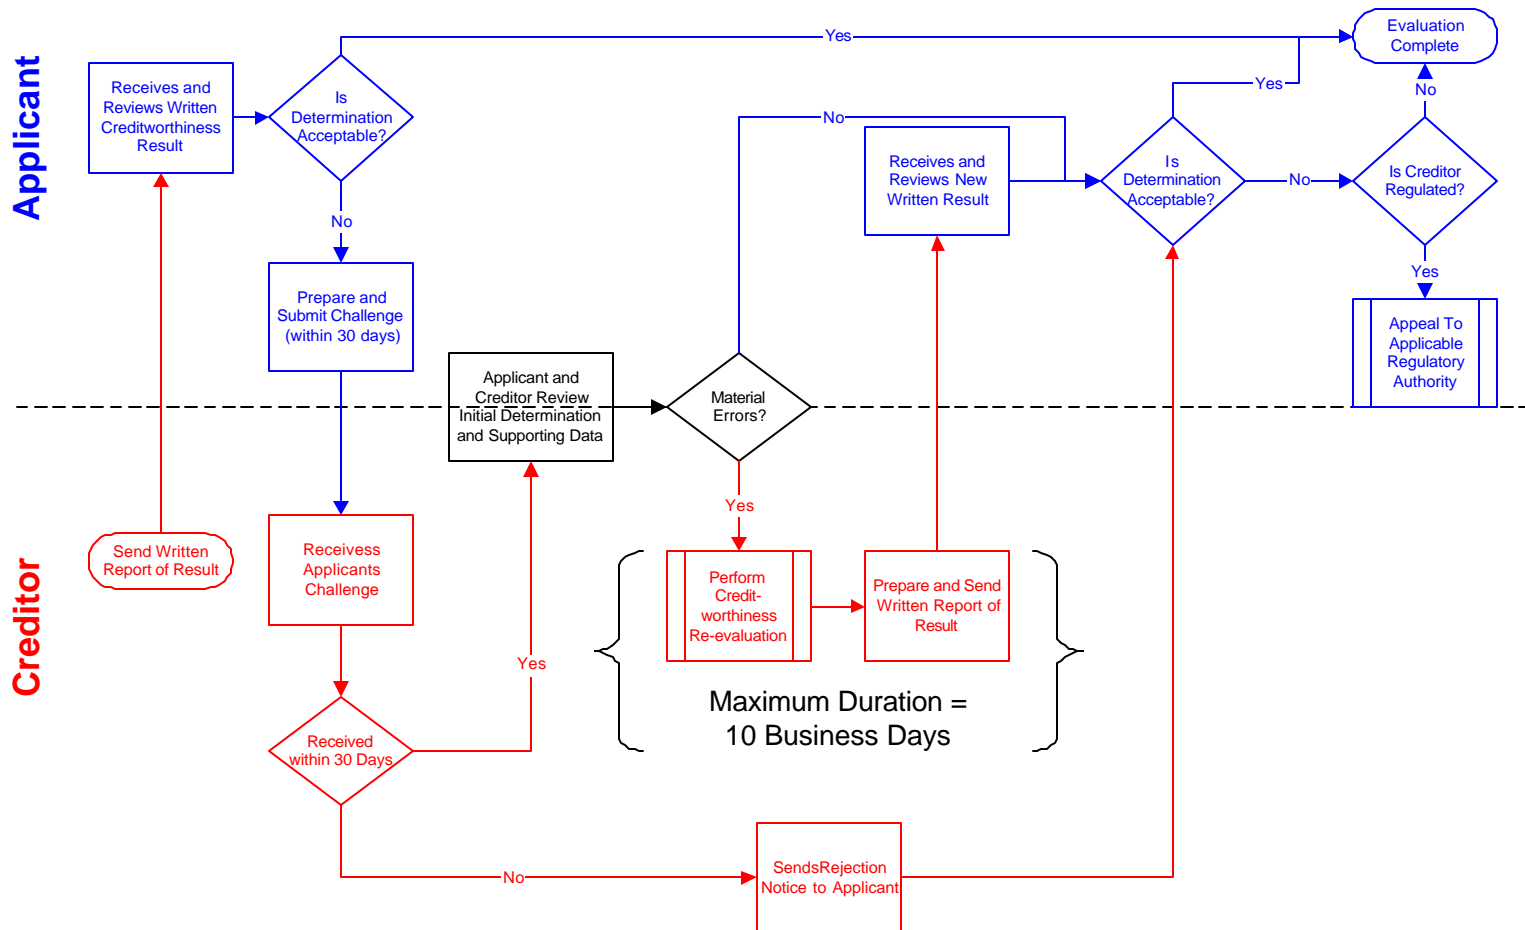 Applicant
Creditor
Receives and
Reviews Written
Creditworthiness
Result
Is
Determination
Acceptable?
Yes
No
Prepare and
Submit Challenge
(within 30 days)
Send Written
Report of Result
Receivess
Applicants
Challenge
Received
within 30 Days
Yes
No
Applicant and
Creditor Review
Initial Determination
and Supporting Data
Material
Errors?
No
Yes
Perform
Credit-
worthiness
Re-evaluation
Prepare and Send
Written Report of
Result
Maximum Duration =
10 Business Days
SendsRejection
Notice to Applicant
Receives and
Reviews New
Written Result
Is
Determination
Acceptable?
Yes
No
Is Creditor
Regulated?
No
Yes
Evaluation
Complete
Appeal To
Applicable
Regulatory
Authority